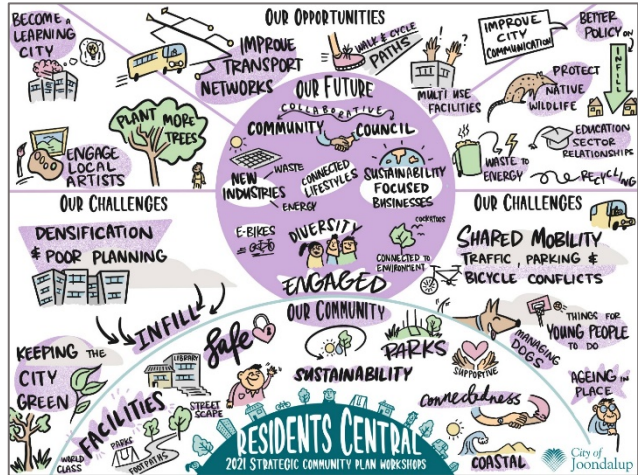 OUR OPPORTUNITIES
BECOME A
LEARNING
CITY
IMPROVE
TRANSPORT
NETWORKS
WALK & CYCLE
PATHS
MULTI USE
FACILITIES
IMPROVE
CITY
COMMUNICATION
BETTER
POLICY ON
INFILL
PROTECT
NATIVE
WILDLIFE
PLANT MORE
TREES
ENGAGE
LOCAL
ARTISTS
WASTE TO
ENERGY
EDUCATION
SECTOR
RELATIONSHIPS
RECYCLING
OUR FUTURE
COLLABORATIVE
COMMUNITY
COUNCIL
NEW
INDUSTRIES
WASTE
ENERGY
CONNECTED
LIFESTYLES
SUSTAINABILITY
FOCUSED
BUSINESSES
E-BIKES
DIVERSITY
COCKATOOS
CONNECTED TO
ENVIRONMENT
ENGAGED
OUR CHALLENGES
DENSIFICATION
& POOR PLANNING
INFILL
KEEPING THE
CITY
GREEN
OUR CHALLENGES
SHARED MOBILITY
TRAFFIC, PARKING &
BICYCLE CONFLICTS
MANAGING
DOGS
THINGS FOR
YOUNG PEOPLE
TO DO
AGEING
IN
PLACE
OUR COMMUNITY
LIBRARY
Safe
STREET
SCAPE
SUSTAINABILITY
PARKS
SUPPORTIVE
WORLD
CLASS
FACILITIES
PARKS
FOOTPATHS
Connectedness
COASTAL
RESIDENTS CENTRAL
2021 STRATEGIC COMMUNITY PLAN WORKSHOPS
City of
Joondalup